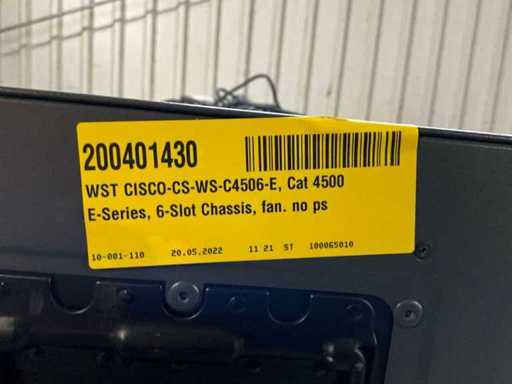 200401430
WST CISCO-CS-WS-C4506-E, Cat 4500
E-Series, 6-Slot Chassis, fan. no ps
10-001-110 20.05.2022 11 21 ST 100065010